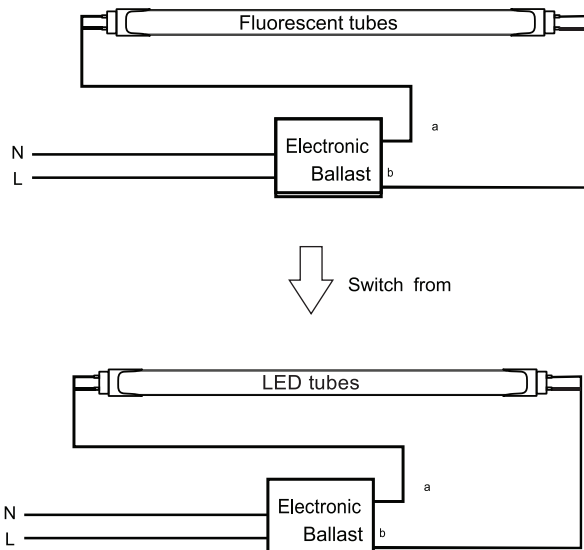 Fluorescent tubes
a
Electronic
Ballast b
N
L
Switch from
LED tubes
a
Electronic
Ballast b
N
L